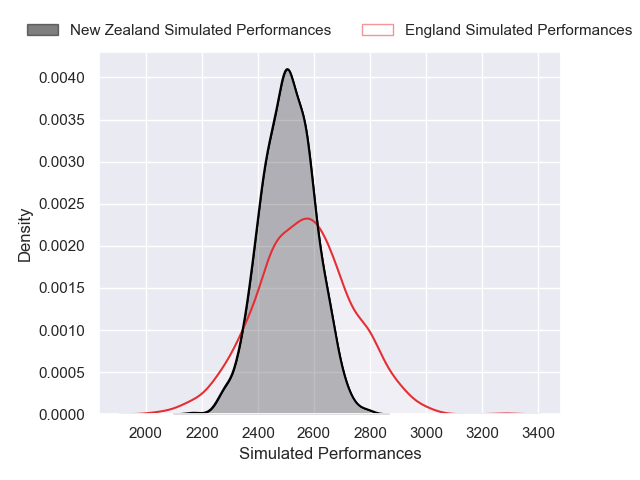 New Zealand Simulated Performances
England Simulated Performances
0.0040
0.0035
0.0030
0.0025
0.0020
0.0015
0.0010
0.0005
0.0000
Density
2000 2200 2400 2600 2800 3000 3200 3400
Simulated Performances